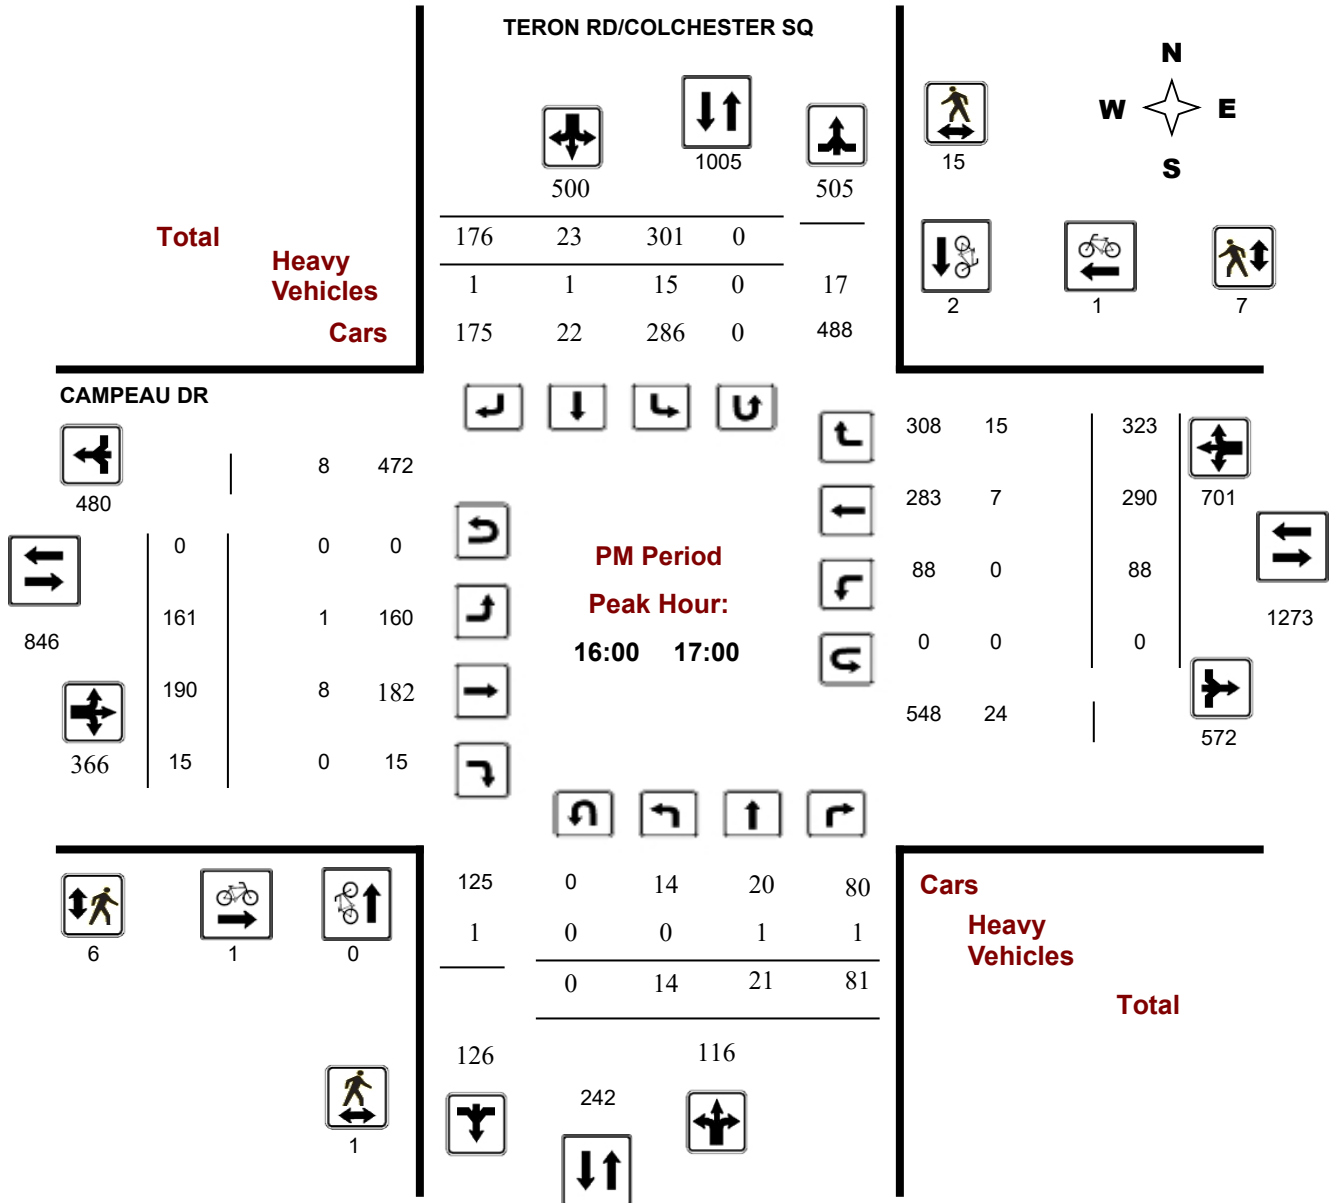 TERON RD/COLCHESTER SQ
N
W E
S
1005
15
500 505
Total 176 23 301 0
Heavy
Vehicles
1 1 15 0 17
2 1 7
Cars 175 22 286 0 488
CAMPEAU DR
308 15 323
8 472
480
283 7 290 701
0 0 0
PM Period
88 0 88
161 1 160
Peak Hour:
1273
846
16:00 17:00
0 0 0
190 8 182
548 24
572
366 15 0 15
125 0 14 20 80
Cars
1 0 0 1 1
Heavy
Vehicles
6 1 0
0 14 21 81
Total
126 116
242
1